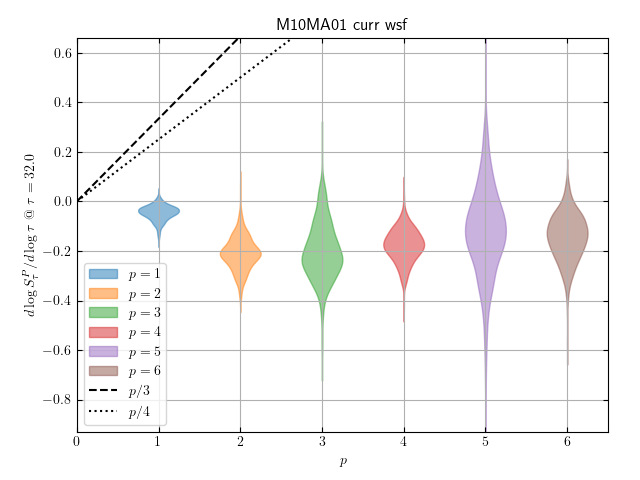 M10MA01 curr wsf
d log S_τ^P / d log τ @ τ = 32.0
0.6
0.4
0.2
0.0
−0.2
−0.4
−0.6
−0.8
p = 1
p = 2
p = 3
p = 4
p = 5
p = 6
p/3
p/4
0 1 2 3 4 5 6
p